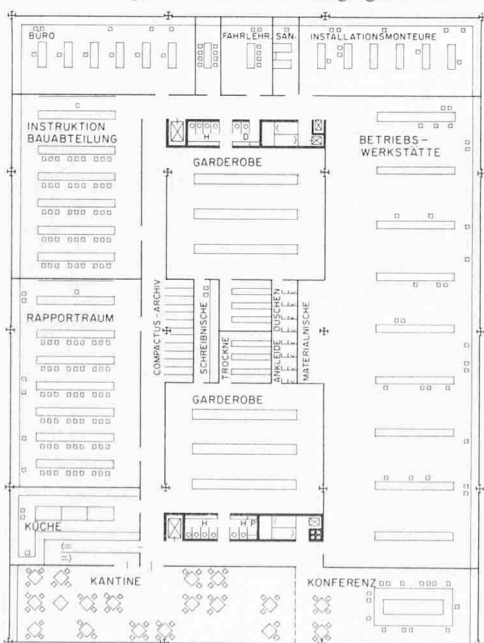 BÜRO
FAHRLEHR.
SAN.
INSTALLATIONSMONTEURE
INSTRUKTION
BAUABTEILUNG
H
D
BETRIEBS-
WERKSTÄTTE
GARDEROBE
COMPACTUS-ARCHIV
SCHREIBNISCHE
TROCKNE
ANKLEIDE DUSCHEN
MATERIALNISCHE
RAPPORTRAUM
GARDEROBE
H
H P
KÜCHE
KANTINE
KONFERENZ